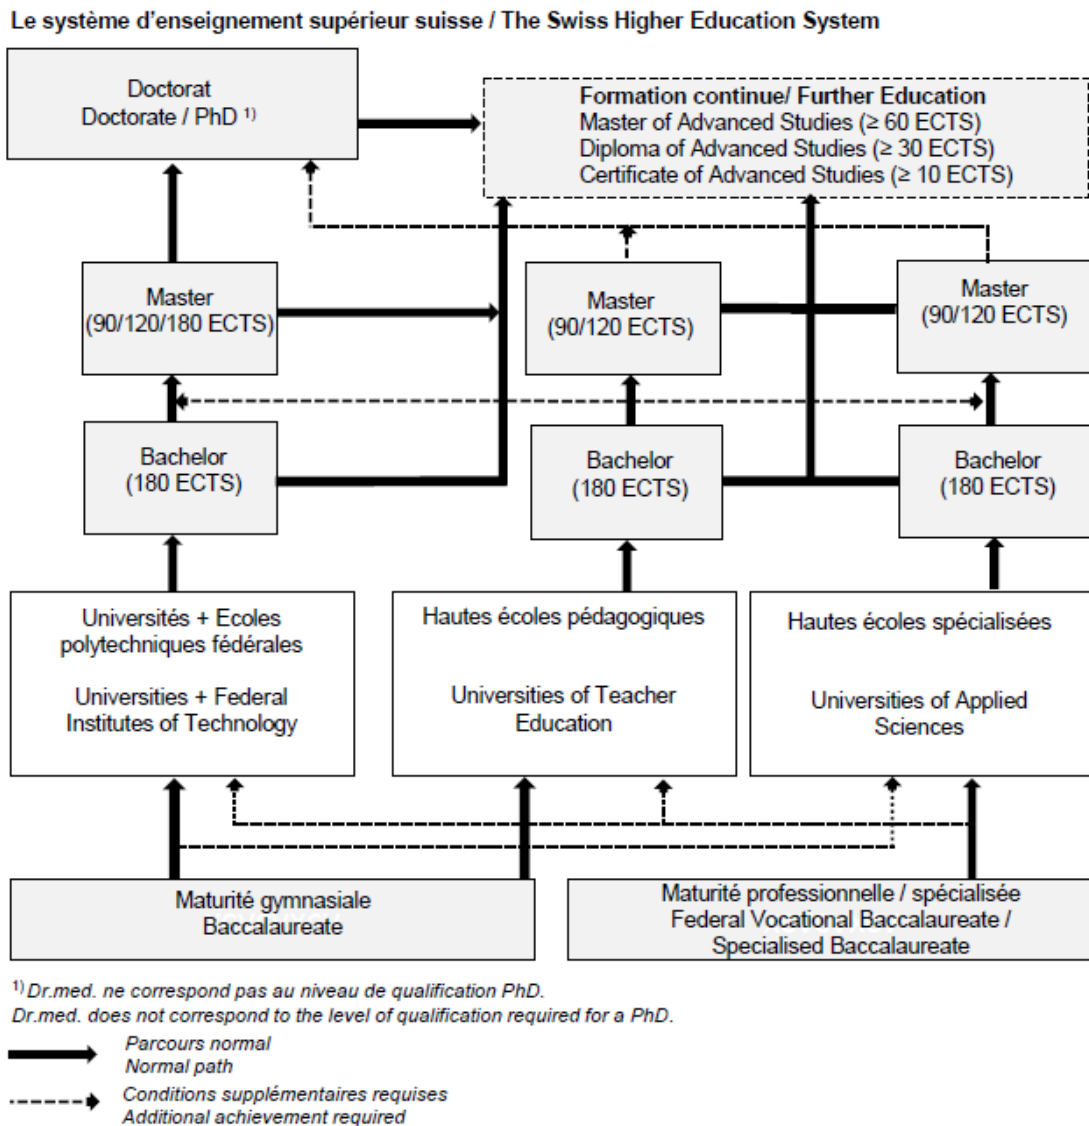 Le système d'enseignement supérieur suisse / The Swiss Higher Education System
Doctorat
Doctorate / PhD 1)
Formation continue/ Further Education
Master of Advanced Studies (≥ 60 ECTS)
Diploma of Advanced Studies (≥ 30 ECTS)
Certificate of Advanced Studies (≥ 10 ECTS)
Master
(90/120/180 ECTS)
Master
(90/120 ECTS)
Master
(90/120 ECTS)
Bachelor
(180 ECTS)
Bachelor
(180 ECTS)
Bachelor
(180 ECTS)
Universités + Ecoles
polytechniques fédérales
Universities + Federal
Institutes of Technology
Hautes écoles pédagogiques
Universities of Teacher
Education
Hautes écoles spécialisées
Universities of Applied
Sciences
Maturité gymnasiale
Baccalaureate
Maturité professionnelle / spécialisée
Federal Vocational Baccalaureate /
Specialised Baccalaureate
1) Dr.med. ne correspond pas au niveau de qualification PhD.
Dr.med. does not correspond to the level of qualification required for a PhD.
Parcours normal
Normal path
Conditions supplémentaires requises
Additional achievement required